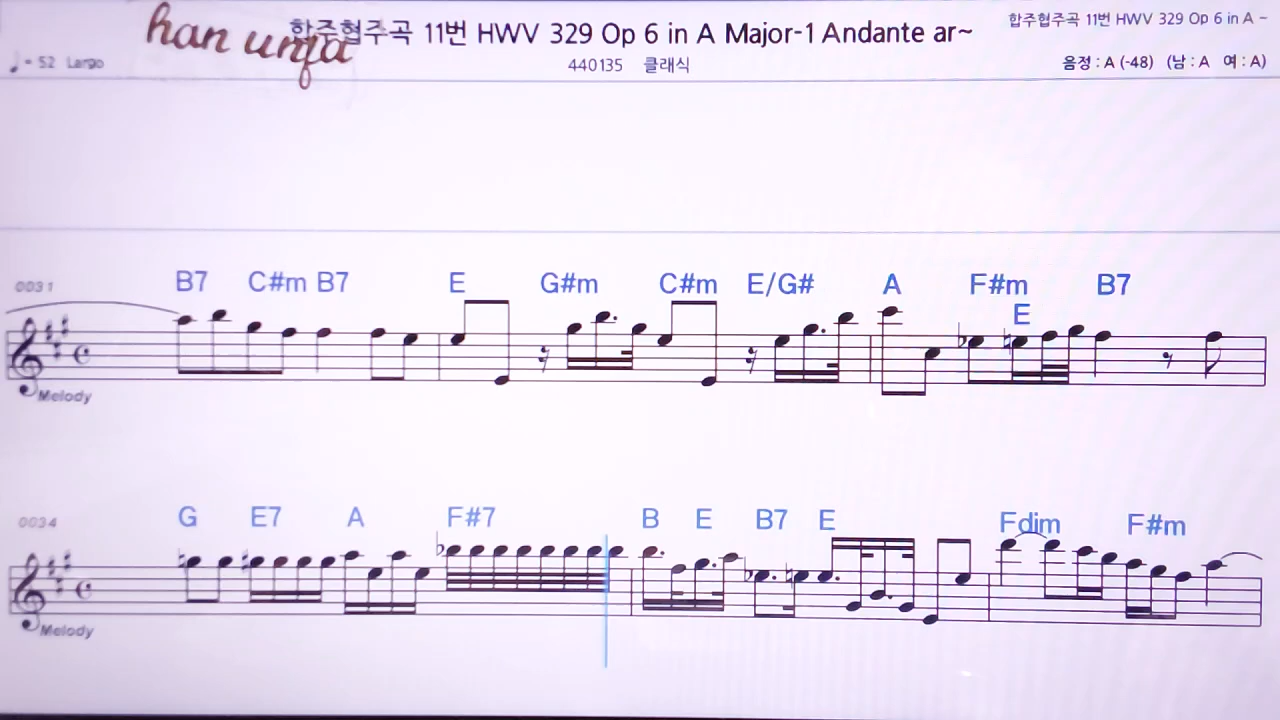 han unfa
합주협주곡 11번 HWV 329 Op 6 in A Major-1 Andante ar~
합주협주곡 11번 HWV 329 Op 6 in A ~
♩= 52 Largo
440135 클래식
음정 : A (-48) (남 : A 여 : A)
0031 B7 C#m B7 E G#m C#m E/G# A F#m B7
E
Melody
0034 G E7 A F#7 B E B7 E Fdim F#m
Melody